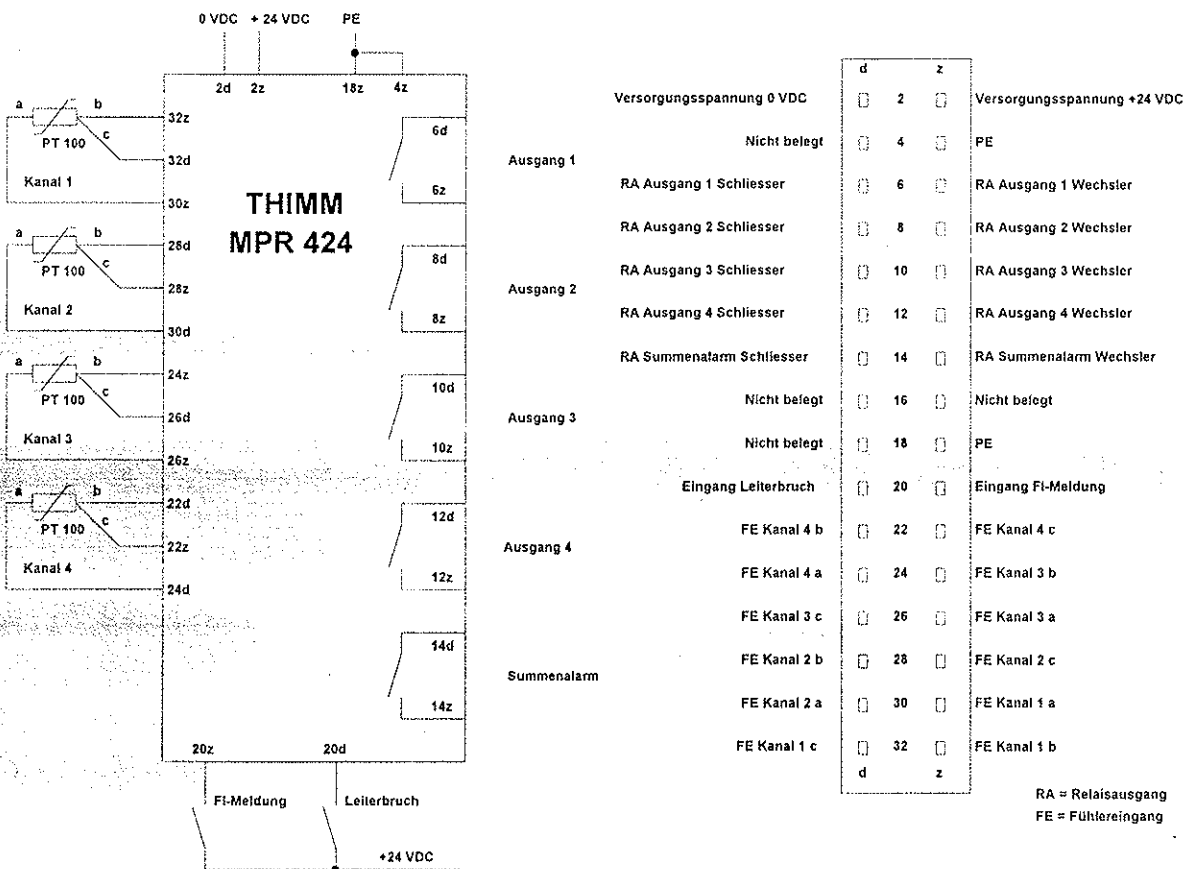 0 VDC + 24 VDC PE
2d 2z 18z 4z
a b
c
PT 100
Kanal 1
32z
32d
30z
a b
c
PT 100
Kanal 2
28d
28z
30d
a b
c
PT 100
Kanal 3
24z
26d
26z
a b
c
PT 100
Kanal 4
22d
22z
24d
THIMM
MPR 424
6d
6z
Ausgang 1
8d
8z
Ausgang 2
10d
10z
Ausgang 3
12d
12z
Ausgang 4
14d
14z
Summenalarm
20z 20d
FI-Meldung Leiterbruch
+24 VDC
d z
Versorgungsspannung 0 VDC 2 Versorgungsspannung +24 VDC
Nicht belegt 4 PE
RA Ausgang 1 Schliesser 6 RA Ausgang 1 Wechsler
RA Ausgang 2 Schliesser 8 RA Ausgang 2 Wechsler
RA Ausgang 3 Schliesser 10 RA Ausgang 3 Wechsler
RA Ausgang 4 Schliesser 12 RA Ausgang 4 Wechsler
RA Summenalarm Schliesser 14 RA Summenalarm Wechsler
Nicht belegt 16 Nicht belegt
Nicht belegt 18 PE
Eingang Leiterbruch 20 Eingang FI-Meldung
FE Kanal 4 b 22 FE Kanal 4 c
FE Kanal 4 a 24 FE Kanal 3 b
FE Kanal 3 c 26 FE Kanal 3 a
FE Kanal 2 b 28 FE Kanal 2 c
FE Kanal 2 a 30 FE Kanal 1 a
FE Kanal 1 c 32 FE Kanal 1 b
d z
RA = Relaisausgang
FE = Fühlereingang